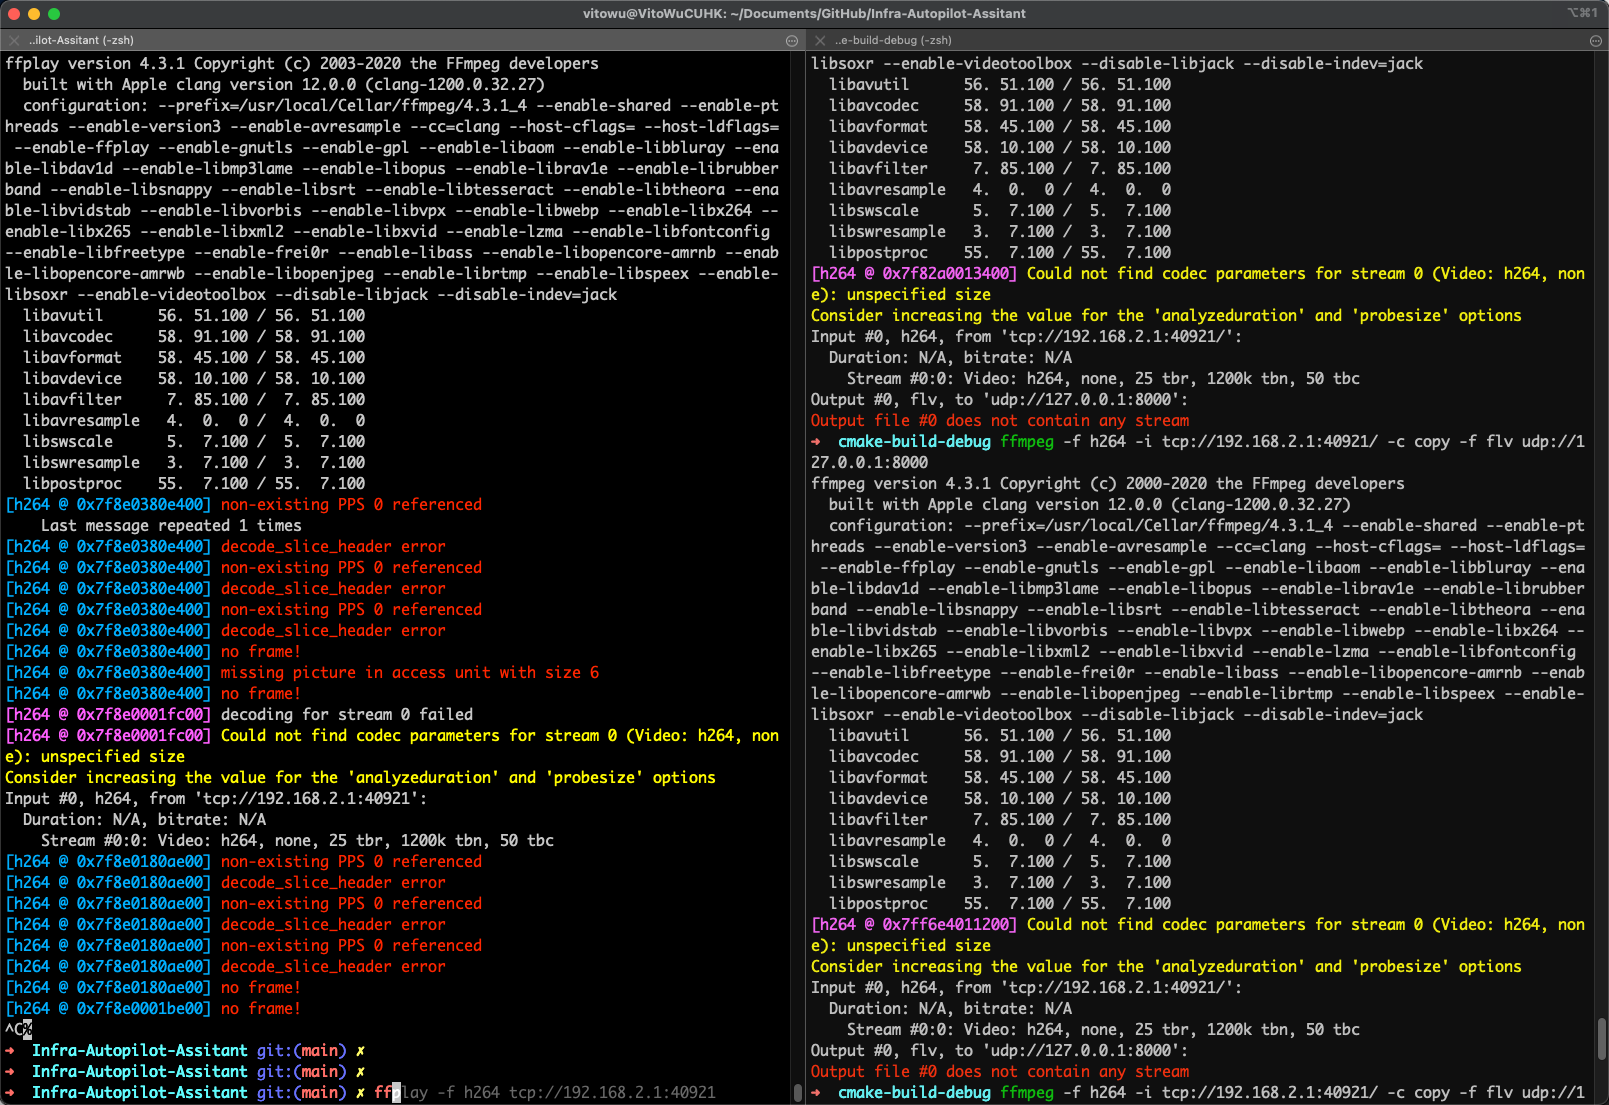 vitowu@VitoWuCUHK: ~/Documents/GitHub/Infra-Autopilot-Assitant
⌥⌘1
..ilot-Assitant (-zsh)
ffplay version 4.3.1 Copyright (c) 2003-2020 the FFmpeg developers
  built with Apple clang version 12.0.0 (clang-1200.0.32.27)
  configuration: --prefix=/usr/local/Cellar/ffmpeg/4.3.1_4 --enable-shared --enable-pt
hreads --enable-version3 --enable-avresample --cc=clang --host-cflags= --host-ldflags=
 --enable-ffplay --enable-gnutls --enable-gpl --enable-libaom --enable-libbluray --ena
ble-libdav1d --enable-libmp3lame --enable-libopus --enable-librav1e --enable-librubber
band --enable-libsnappy --enable-libsrt --enable-libtesseract --enable-libtheora --ena
ble-libvidstab --enable-libvorbis --enable-libvpx --enable-libwebp --enable-libx264 --
enable-libx265 --enable-libxml2 --enable-libxvid --enable-lzma --enable-libfontconfig
--enable-libfreetype --enable-frei0r --enable-libass --enable-libopencore-amrnb --enab
le-libopencore-amrwb --enable-libopenjpeg --enable-librtmp --enable-libspeex --enable-
libsoxr --enable-videotoolbox --disable-libjack --disable-indev=jack
  libavutil      56. 51.100 / 56. 51.100
  libavcodec     58. 91.100 / 58. 91.100
  libavformat    58. 45.100 / 58. 45.100
  libavdevice    58. 10.100 / 58. 10.100
  libavfilter     7. 85.100 /  7. 85.100
  libavresample   4.  0.  0 /  4.  0.  0
  libswscale      5.  7.100 /  5.  7.100
  libswresample   3.  7.100 /  3.  7.100
  libpostproc    55.  7.100 / 55.  7.100
[h264 @ 0x7f8e0380e400] non-existing PPS 0 referenced
    Last message repeated 1 times
[h264 @ 0x7f8e0380e400] decode_slice_header error
[h264 @ 0x7f8e0380e400] non-existing PPS 0 referenced
[h264 @ 0x7f8e0380e400] decode_slice_header error
[h264 @ 0x7f8e0380e400] non-existing PPS 0 referenced
[h264 @ 0x7f8e0380e400] decode_slice_header error
[h264 @ 0x7f8e0380e400] no frame!
[h264 @ 0x7f8e0380e400] missing picture in access unit with size 6
[h264 @ 0x7f8e0380e400] no frame!
[h264 @ 0x7f8e0001fc00] decoding for stream 0 failed
[h264 @ 0x7f8e0001fc00] Could not find codec parameters for stream 0 (Video: h264, non
e): unspecified size
Consider increasing the value for the 'analyzeduration' and 'probesize' options
Input #0, h264, from 'tcp://192.168.2.1:40921':
  Duration: N/A, bitrate: N/A
    Stream #0:0: Video: h264, none, 25 tbr, 1200k tbn, 50 tbc
[h264 @ 0x7f8e0180ae00] non-existing PPS 0 referenced
[h264 @ 0x7f8e0180ae00] decode_slice_header error
[h264 @ 0x7f8e0180ae00] non-existing PPS 0 referenced
[h264 @ 0x7f8e0180ae00] decode_slice_header error
[h264 @ 0x7f8e0180ae00] non-existing PPS 0 referenced
[h264 @ 0x7f8e0180ae00] decode_slice_header error
[h264 @ 0x7f8e0180ae00] no frame!
[h264 @ 0x7f8e0001be00] no frame!
^C%
➜  Infra-Autopilot-Assitant git:(main) ✗
➜  Infra-Autopilot-Assitant git:(main) ✗
➜  Infra-Autopilot-Assitant git:(main) ✗ ffplay -f h264 tcp://192.168.2.1:40921
..e-build-debug (-zsh)
libsoxr --enable-videotoolbox --disable-libjack --disable-indev=jack
  libavutil      56. 51.100 / 56. 51.100
  libavcodec     58. 91.100 / 58. 91.100
  libavformat    58. 45.100 / 58. 45.100
  libavdevice    58. 10.100 / 58. 10.100
  libavfilter     7. 85.100 /  7. 85.100
  libavresample   4.  0.  0 /  4.  0.  0
  libswscale      5.  7.100 /  5.  7.100
  libswresample   3.  7.100 /  3.  7.100
  libpostproc    55.  7.100 / 55.  7.100
[h264 @ 0x7f82a0013400] Could not find codec parameters for stream 0 (Video: h264, non
e): unspecified size
Consider increasing the value for the 'analyzeduration' and 'probesize' options
Input #0, h264, from 'tcp://192.168.2.1:40921/':
  Duration: N/A, bitrate: N/A
    Stream #0:0: Video: h264, none, 25 tbr, 1200k tbn, 50 tbc
Output #0, flv, to 'udp://127.0.0.1:8000':
Output file #0 does not contain any stream
➜  cmake-build-debug ffmpeg -f h264 -i tcp://192.168.2.1:40921/ -c copy -f flv udp://1
27.0.0.1:8000
ffmpeg version 4.3.1 Copyright (c) 2000-2020 the FFmpeg developers
  built with Apple clang version 12.0.0 (clang-1200.0.32.27)
  configuration: --prefix=/usr/local/Cellar/ffmpeg/4.3.1_4 --enable-shared --enable-pt
hreads --enable-version3 --enable-avresample --cc=clang --host-cflags= --host-ldflags=
 --enable-ffplay --enable-gnutls --enable-gpl --enable-libaom --enable-libbluray --ena
ble-libdav1d --enable-libmp3lame --enable-libopus --enable-librav1e --enable-librubber
band --enable-libsnappy --enable-libsrt --enable-libtesseract --enable-libtheora --ena
ble-libvidstab --enable-libvorbis --enable-libvpx --enable-libwebp --enable-libx264 --
enable-libx265 --enable-libxml2 --enable-libxvid --enable-lzma --enable-libfontconfig
--enable-libfreetype --enable-frei0r --enable-libass --enable-libopencore-amrnb --enab
le-libopencore-amrwb --enable-libopenjpeg --enable-librtmp --enable-libspeex --enable-
libsoxr --enable-videotoolbox --disable-libjack --disable-indev=jack
  libavutil      56. 51.100 / 56. 51.100
  libavcodec     58. 91.100 / 58. 91.100
  libavformat    58. 45.100 / 58. 45.100
  libavdevice    58. 10.100 / 58. 10.100
  libavfilter     7. 85.100 /  7. 85.100
  libavresample   4.  0.  0 /  4.  0.  0
  libswscale      5.  7.100 /  5.  7.100
  libswresample   3.  7.100 /  3.  7.100
  libpostproc    55.  7.100 / 55.  7.100
[h264 @ 0x7ff6e4011200] Could not find codec parameters for stream 0 (Video: h264, non
e): unspecified size
Consider increasing the value for the 'analyzeduration' and 'probesize' options
Input #0, h264, from 'tcp://192.168.2.1:40921/':
  Duration: N/A, bitrate: N/A
    Stream #0:0: Video: h264, none, 25 tbr, 1200k tbn, 50 tbc
Output #0, flv, to 'udp://127.0.0.1:8000':
Output file #0 does not contain any stream
➜  cmake-build-debug ffmpeg -f h264 -i tcp://192.168.2.1:40921/ -c copy -f flv udp://1